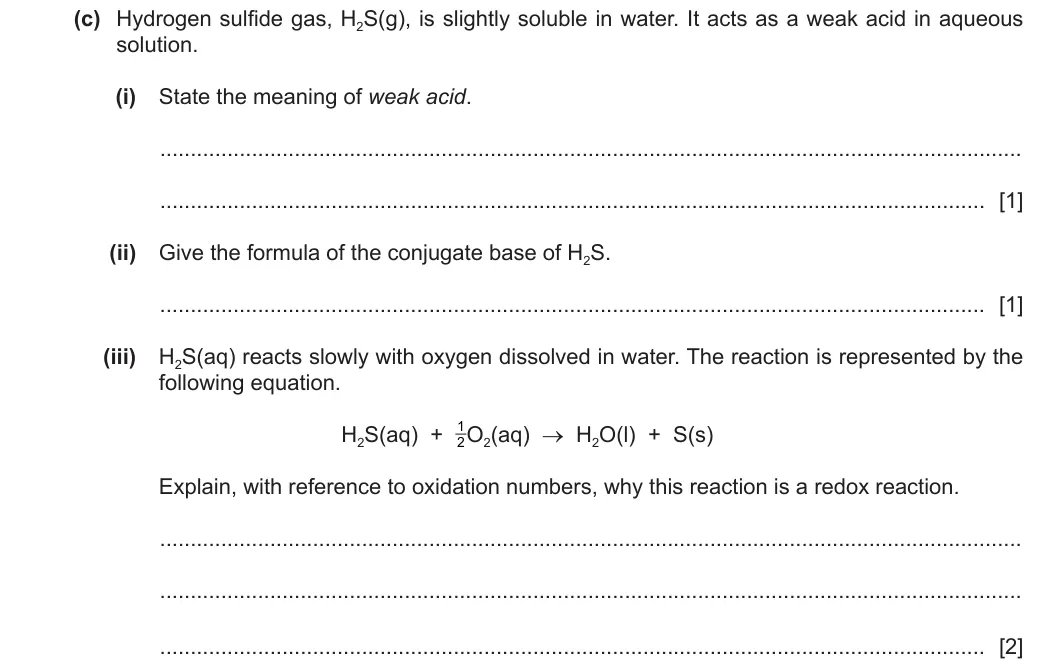 (c) Hydrogen sulfide gas, H₂S(g), is slightly soluble in water. It acts as a weak acid in aqueous
solution.
(i) State the meaning of weak acid.
..........................................................................................................................................
.................................................................................................................................... [1]
(ii) Give the formula of the conjugate base of H₂S.
.................................................................................................................................... [1]
(iii) H₂S(aq) reacts slowly with oxygen dissolved in water. The reaction is represented by the
following equation.
H₂S(aq) + ½O₂(aq) → H₂O(l) + S(s)
Explain, with reference to oxidation numbers, why this reaction is a redox reaction.
..........................................................................................................................................
..........................................................................................................................................
.................................................................................................................................... [2]